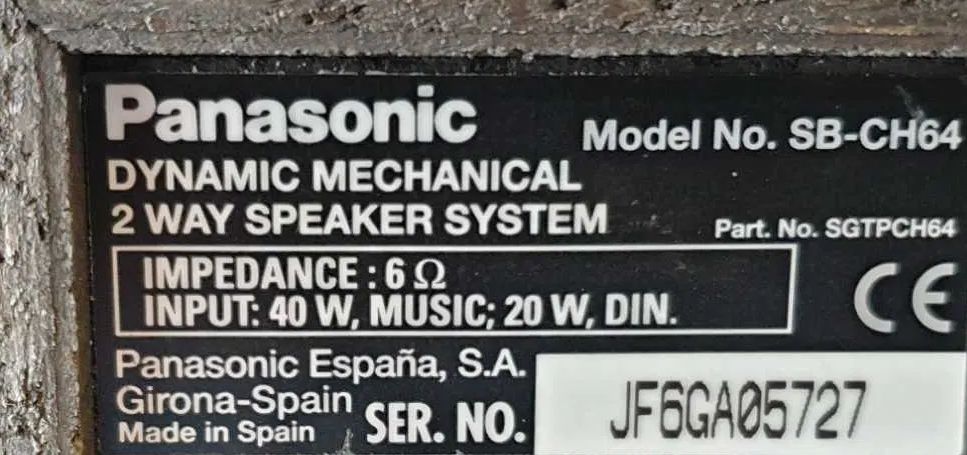 Panasonic
Model No. SB-CH64
DYNAMIC MECHANICAL
2 WAY SPEAKER SYSTEM
Part. No. SGTPCH64
IMPEDANCE : 6 Ω
INPUT: 40 W, MUSIC; 20 W, DIN.
CE
Panasonic España, S.A.
Girona-Spain
Made in Spain
SER. NO. JF6GA05727